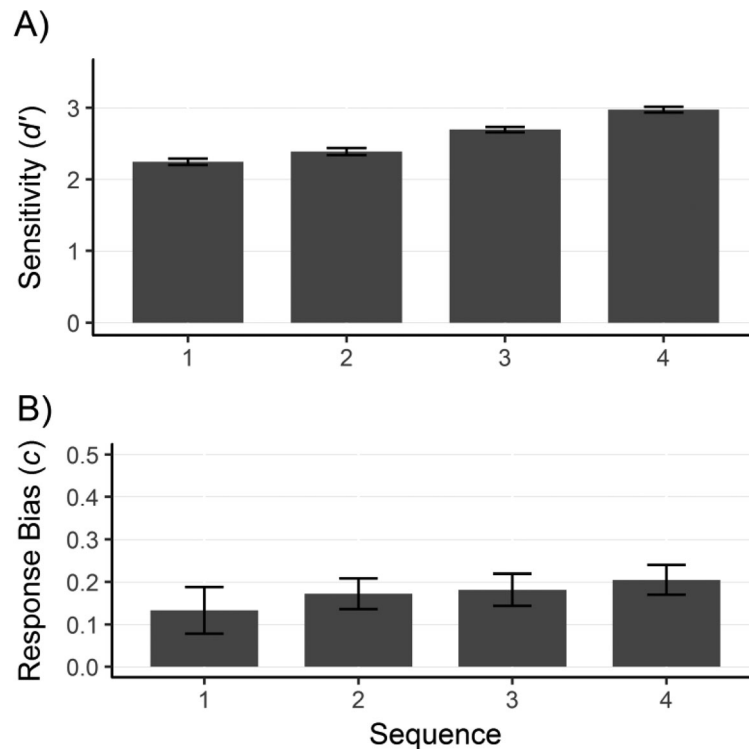 A)
Sensitivity (d′)
3
2
1
0
1 2 3 4
B)
Response Bias (c)
0.5
0.4
0.3
0.2
0.1
0.0
1 2 3 4
Sequence